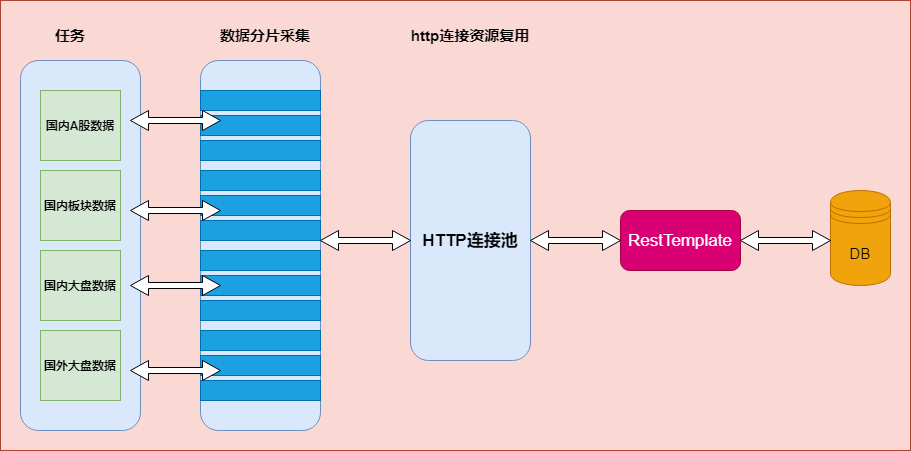 任务
数据分片采集
http连接资源复用
国内A股数据
国内板块数据
国内大盘数据
国外大盘数据
HTTP连接池
RestTemplate
DB